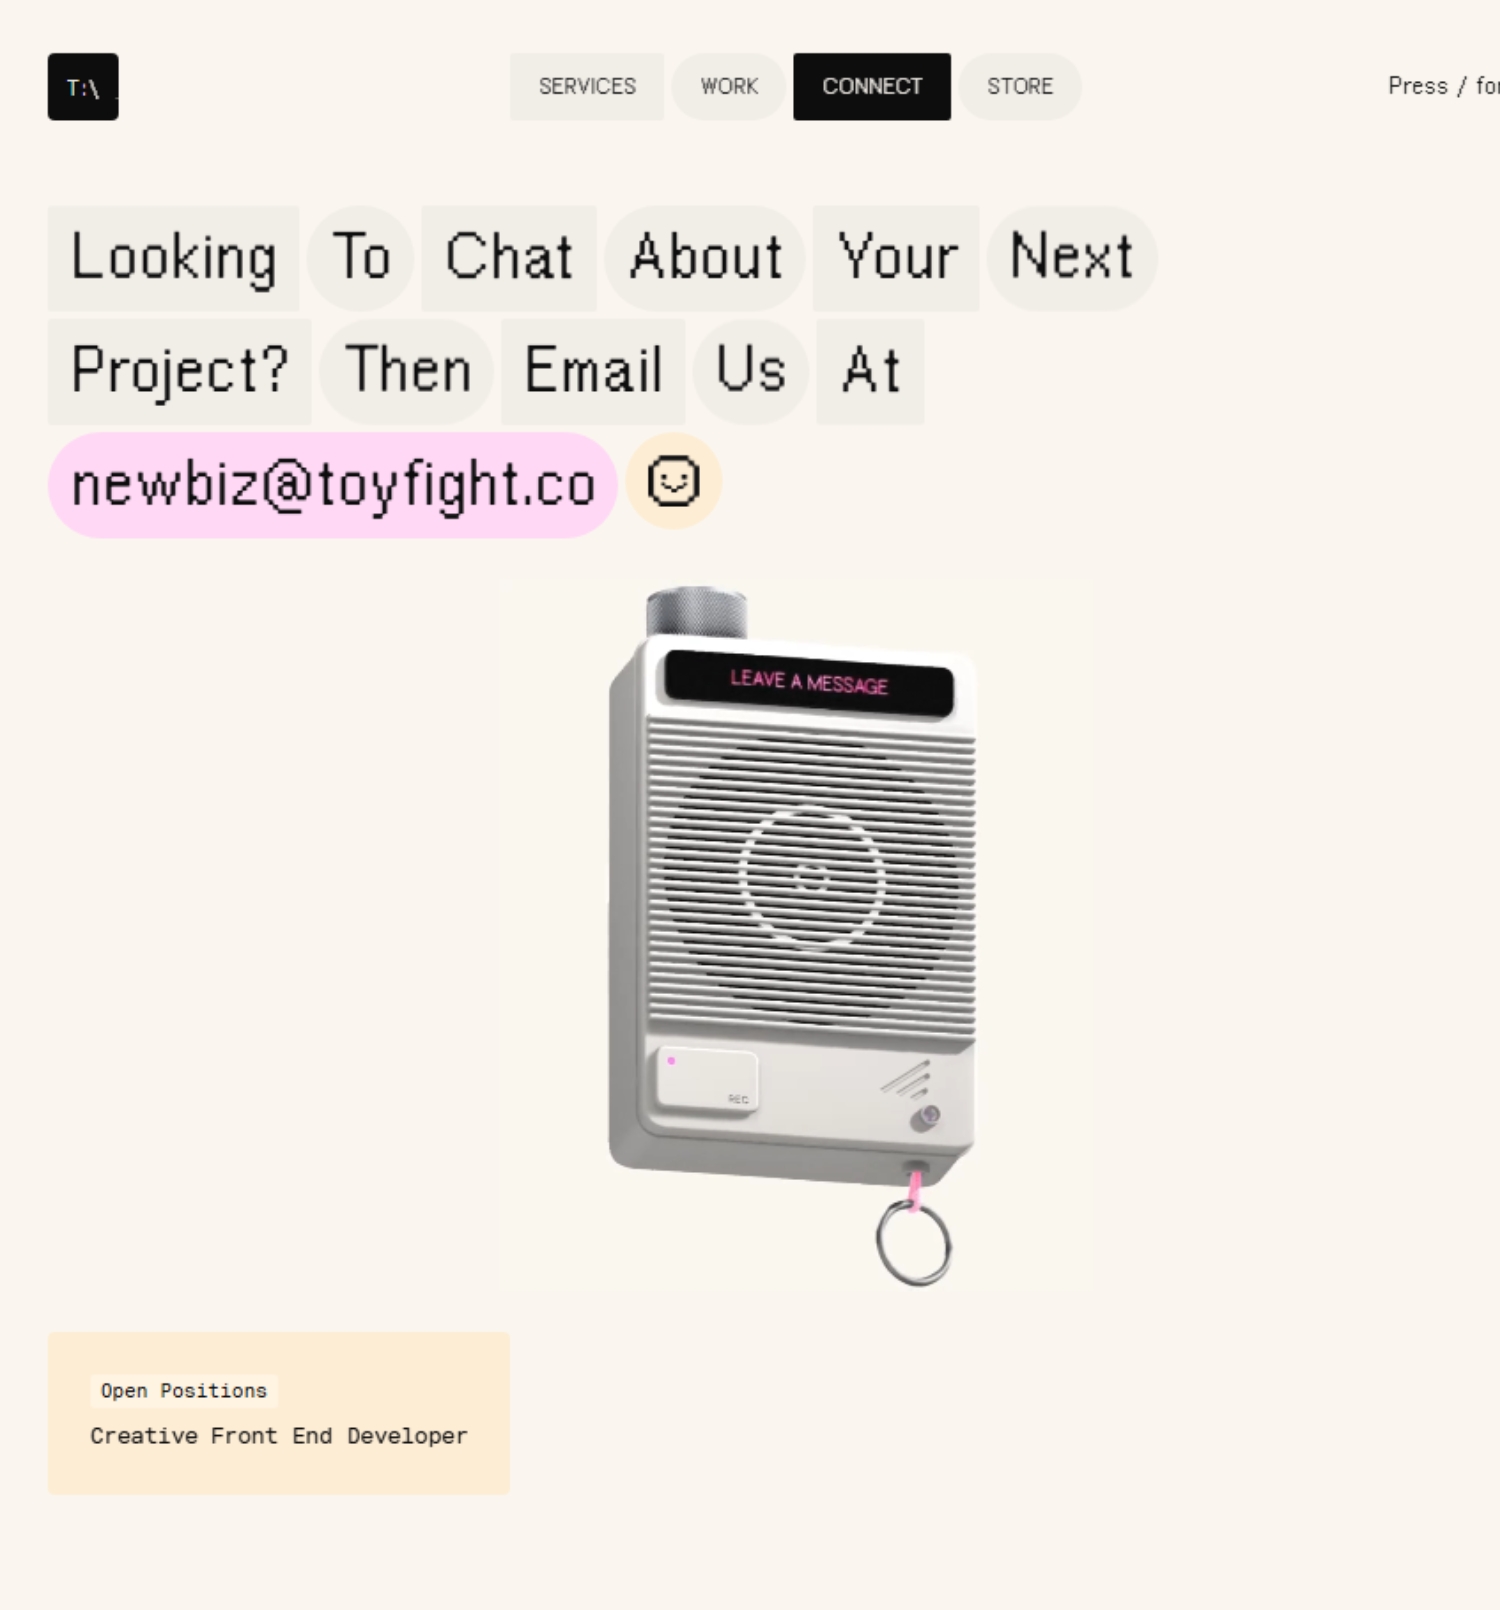 T:\
SERVICES WORK CONNECT STORE
Press / for
Looking To Chat About Your Next
Project? Then Email Us At
newbiz@toyfight.co
LEAVE A MESSAGE
REC
Open Positions
Creative Front End Developer